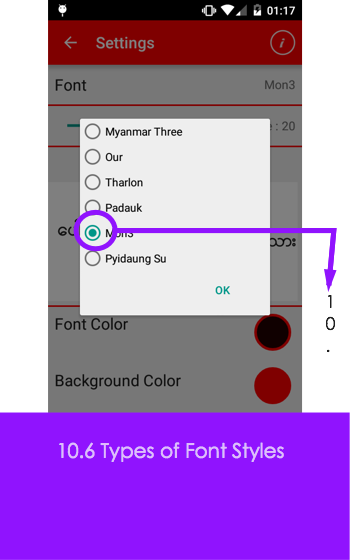 01:17
Settings
i
Font Mon3
e : 20
Myanmar Three
Our
Tharlon
Padauk
Mon3
Pyidaung Su
သား
OK
Font Color
Background Color
1
0
.
10.6 Types of Font Styles